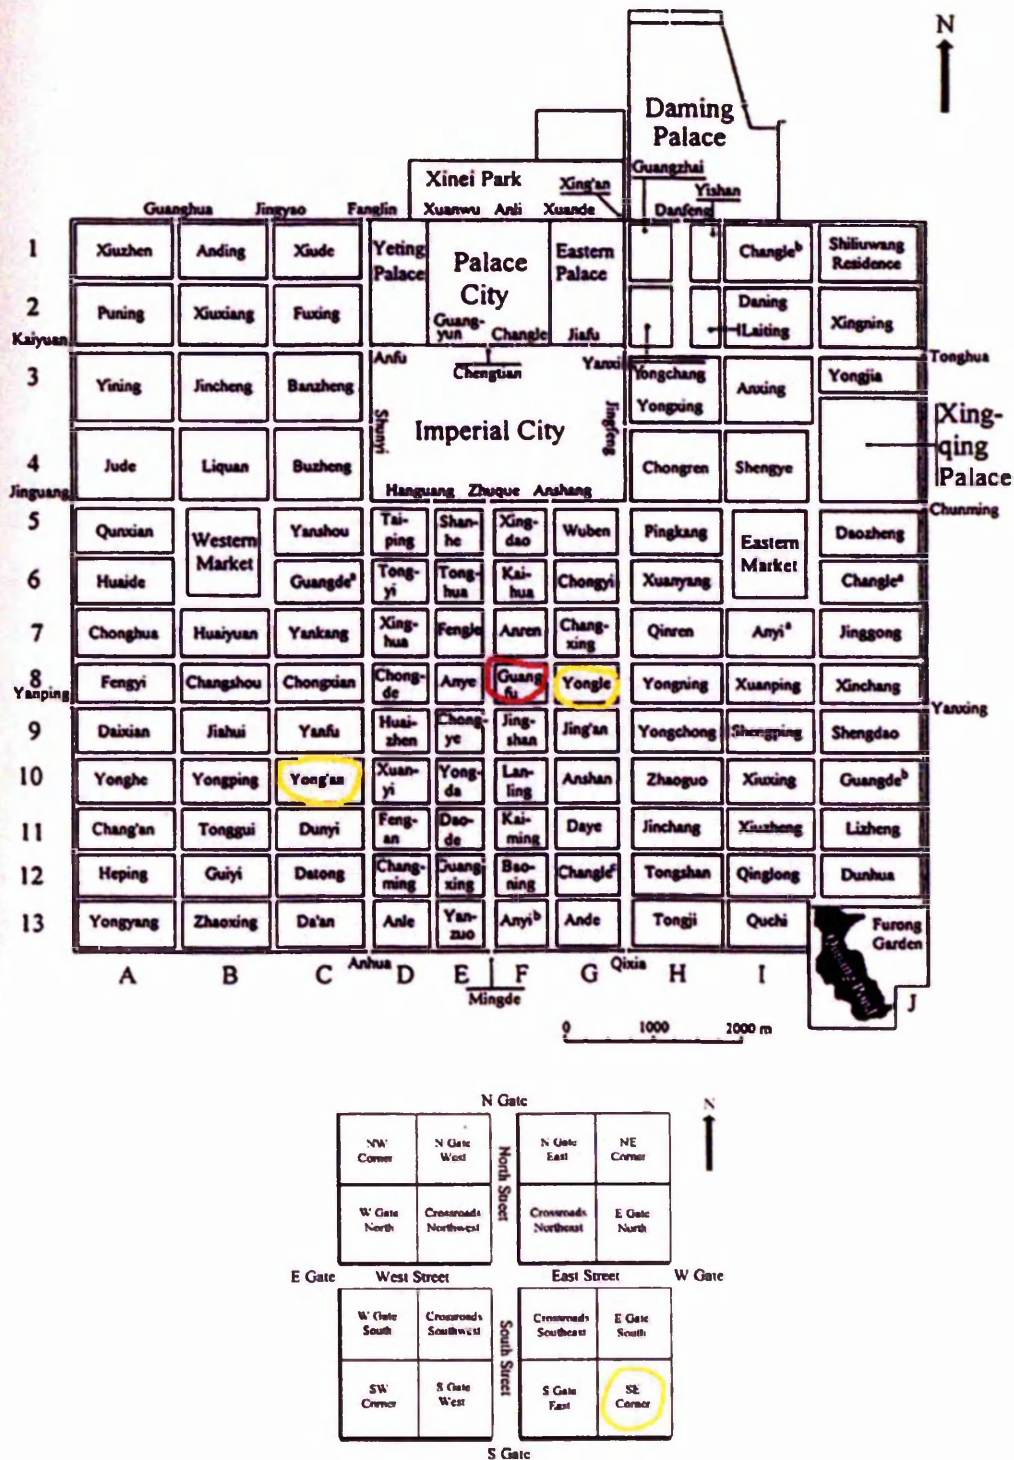 N
Daming
Palace
Guangzhai
Xinei Park
Xing'an
Yishan
Guanghua Jingyao Fanglin Xuanwu Anli Xuande Danfeng
1 Xiuzhen Anding Xiude Yeting Palace Palace City Eastern Palace Changle b Shiliuwang Residence
2 Puning Xiuxiang Fuxing Guang-yun Changle Jiafu Daning Laiting Xingning
Kaiyuan Anfu Chengtian Yanxi Tonghua
3 Yining Jincheng Banzheng Yongchang Yongxing Anxing Yongjia
Shunyi Imperial City Jingfeng
Xing-
qing
Palace
4 Jude Liquan Buzheng Chongren Shengye
Jinguang Hanguang Zhuque Anshang Chunming
5 Qunxian Western Market Yanshou Tai-ping Shan-he Xing-dao Wuben Pingkang Eastern Market Daozheng
6 Huaide Guangde a Tong-yi Tong-hua Kai-hua Chongyi Xuanyang Changle a
7 Chonghua Huaiyuan Yankang Xing-hua Fengle Anren Chang-xing Qinren Anyi a Jinggong
8 Fengyi Changshou Chongxian Chong-de Anye Guang fu Yongle Yongning Xuanping Xinchang
Yanping Yanxing
9 Daixian Jiahui Yanfu Huai-zhen Chong-ye Jing-shan Jing'an Yongchong Shengping Shengdao
10 Yonghe Yongping Yong'an Xuan-yi Yong-da Lan-ling Anshan Zhaoguo Xiuxing Guangde b
11 Chang'an Tonggui Dunyi Feng-an Dao-de Kai-ming Daye Jinchang Xiuzheng Lizheng
12 Heping Guiyi Datong Chang-ming Guang xing Bao-ning Changle c Tongshan Qinglong Dunhua
13 Yongyang Zhaoxing Da'an Anle Yan-zuo Anyi b Ande Tongji Quchi Furong Garden
Anhua Qixia
A B C D E F G H I J
Mingde
0 1000 2000 m
N Gate
N
NW Corner N Gate West North Street N Gate East NE Corner
W Gate North Crossroads Northwest Crossroads Northeast E Gate North
E Gate West Street East Street W Gate
W Gate South Crossroads Southwest South Street Crossroads Southeast E Gate South
SW Corner S Gate West S Gate East SE Corner
S Gate